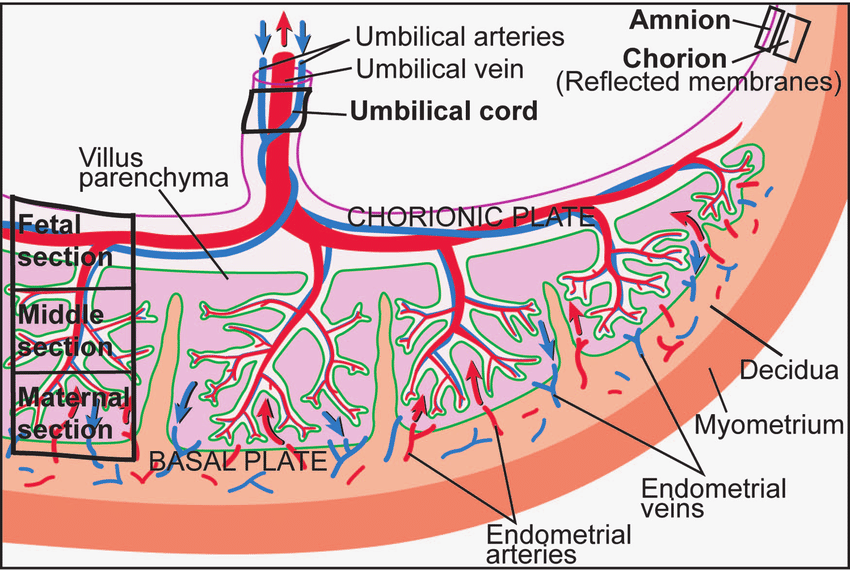 Amnion
Chorion
(Reflected membranes)
Umbilical arteries
Umbilical vein
Umbilical cord
Villus
parenchyma
CHORIONIC PLATE
Fetal
section
Middle
section
Maternal
section
BASAL PLATE
Decidua
Myometrium
Endometrial
veins
Endometrial
arteries